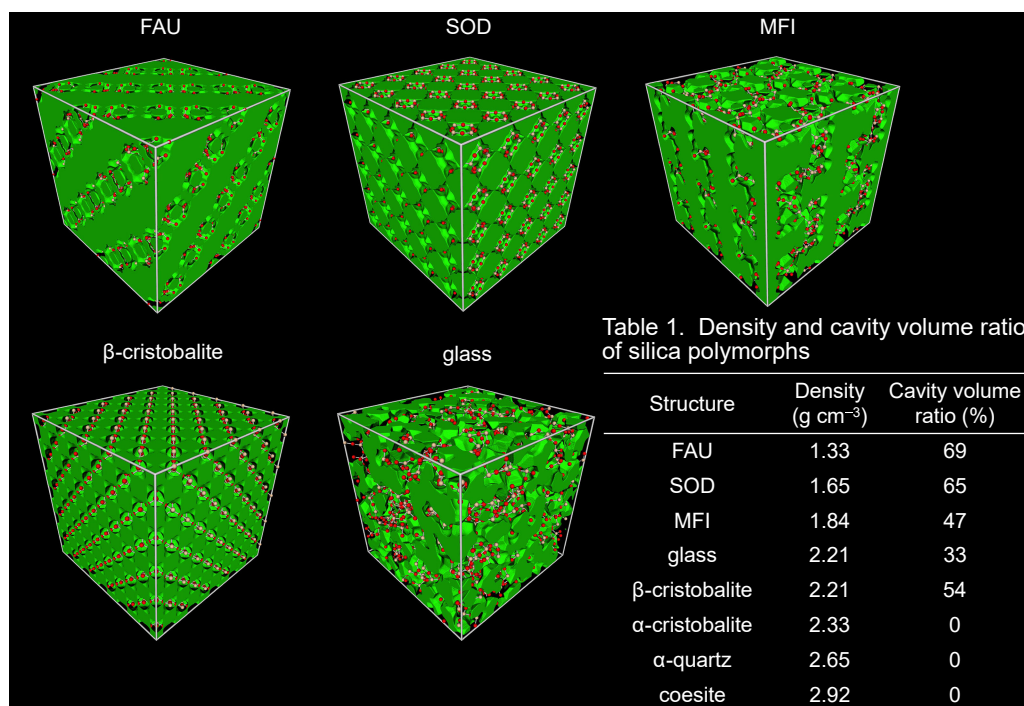 FAU
SOD
MFI
β-cristobalite
glass
Table 1. Density and cavity volume ratio
of silica polymorphs
Structure Density (g cm⁻³) Cavity volume ratio (%)
FAU 1.33 69
SOD 1.65 65
MFI 1.84 47
glass 2.21 33
β-cristobalite 2.21 54
α-cristobalite 2.33 0
α-quartz 2.65 0
coesite 2.92 0